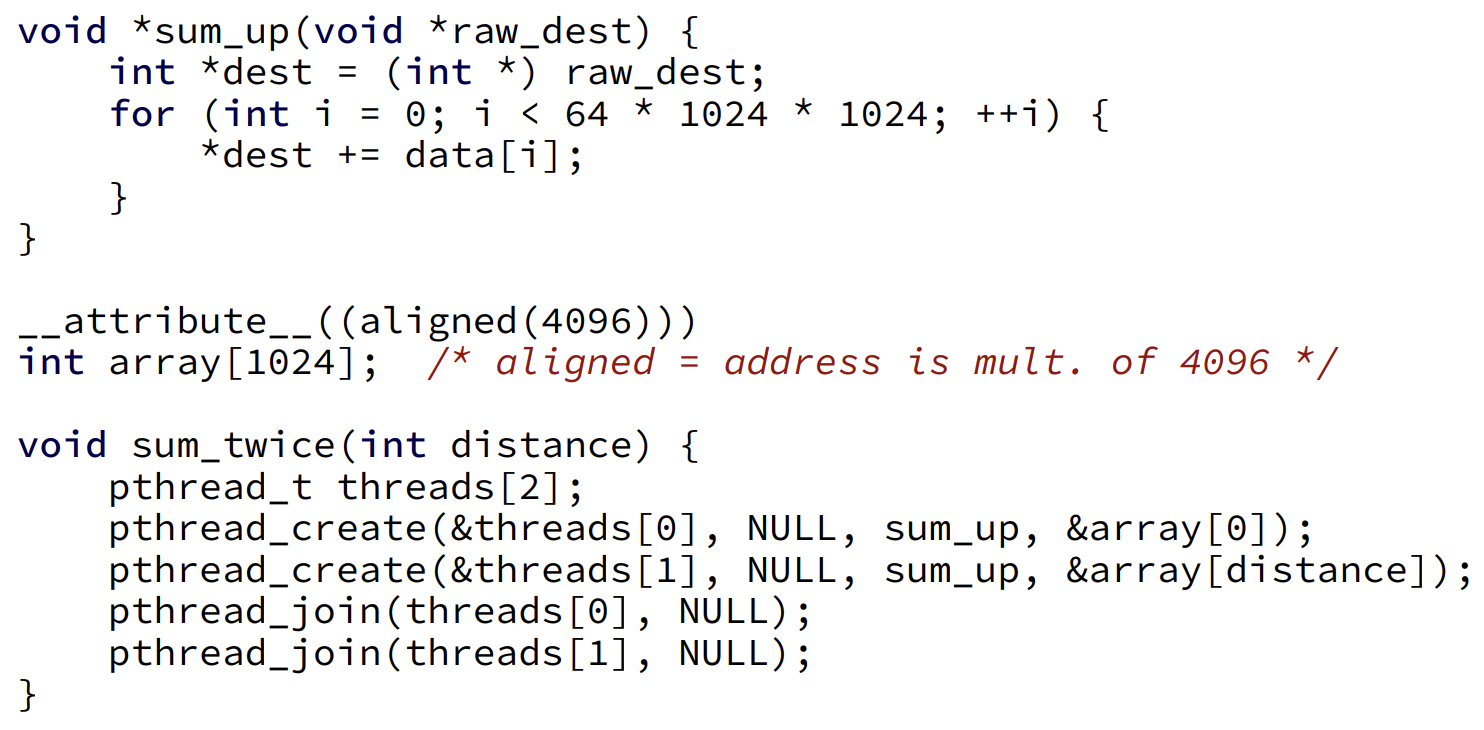 void *sum_up(void *raw_dest) {
    int *dest = (int *) raw_dest;
    for (int i = 0; i < 64 * 1024 * 1024; ++i) {
        *dest += data[i];
    }
}

__attribute__((aligned(4096)))
int array[1024];  /* aligned = address is mult. of 4096 */

void sum_twice(int distance) {
    pthread_t threads[2];
    pthread_create(&threads[0], NULL, sum_up, &array[0]);
    pthread_create(&threads[1], NULL, sum_up, &array[distance]);
    pthread_join(threads[0], NULL);
    pthread_join(threads[1], NULL);
}